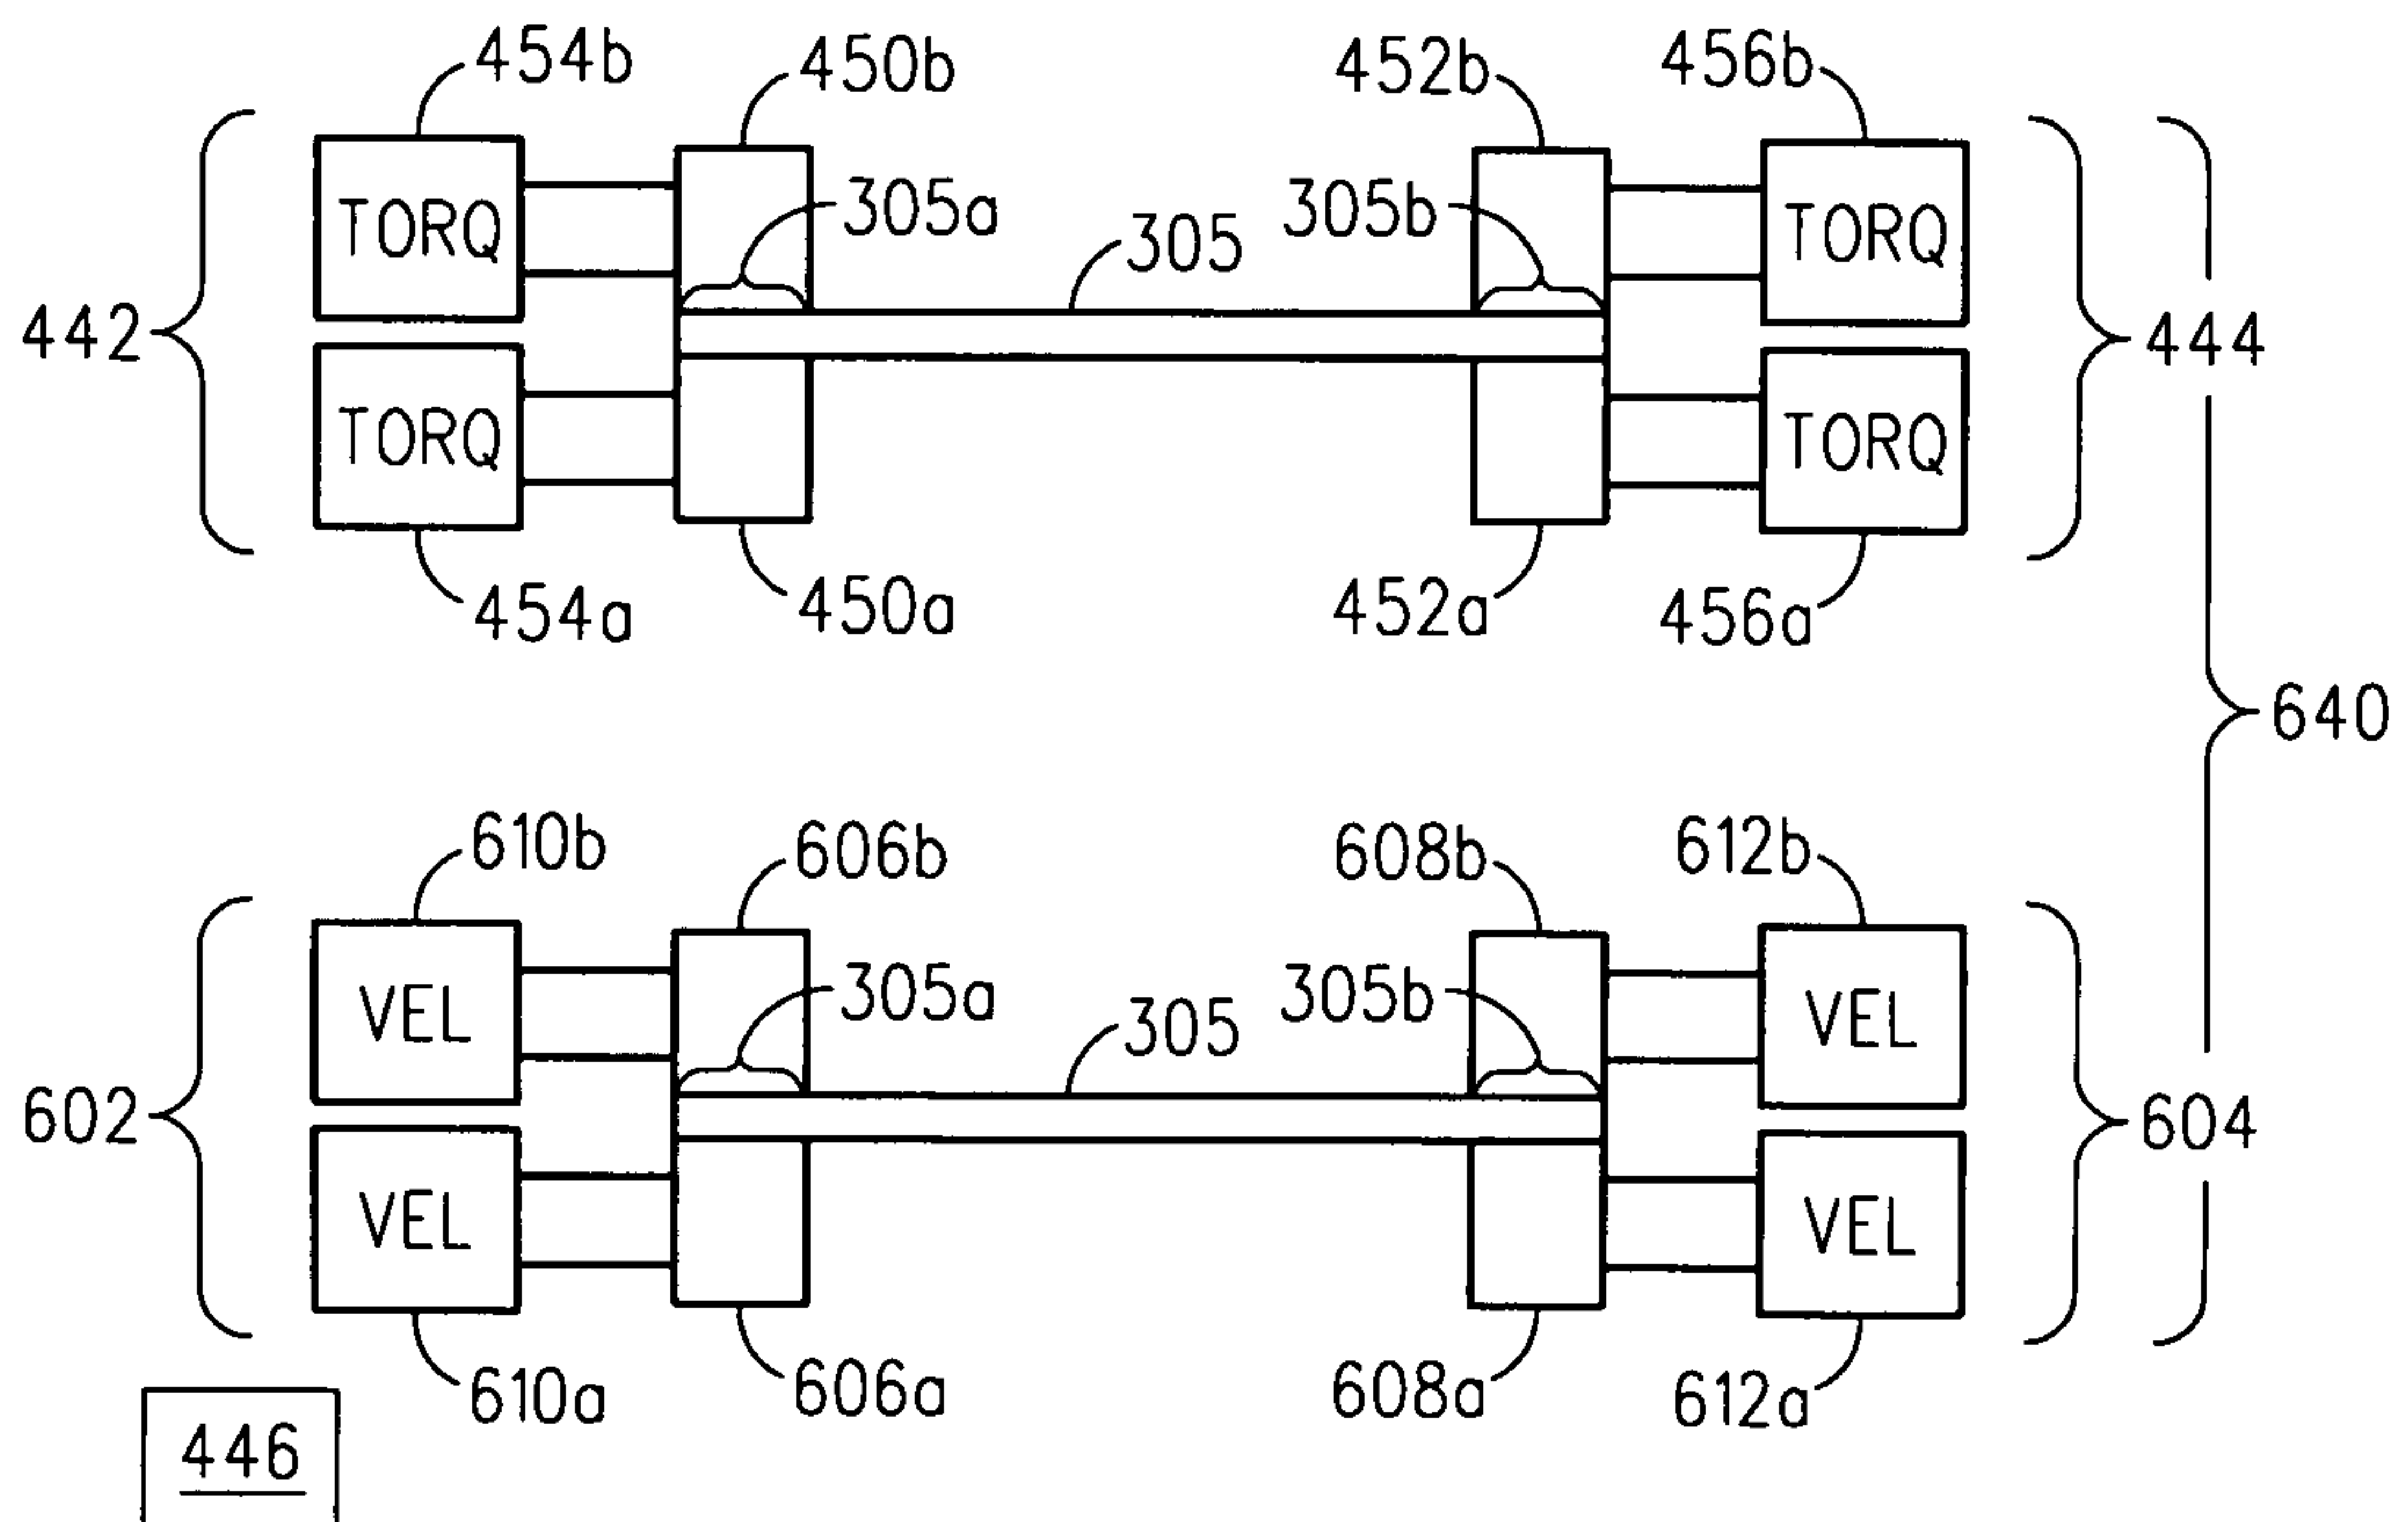 454b 450b 452b 456b
TORQ 305a 305 305b TORQ
442 444
TORQ TORQ
454a 450a 452a 456a
640
610b 606b 608b 612b
VEL 305a 305 305b VEL
602 604
VEL VEL
610a 606a 608a 612a
446